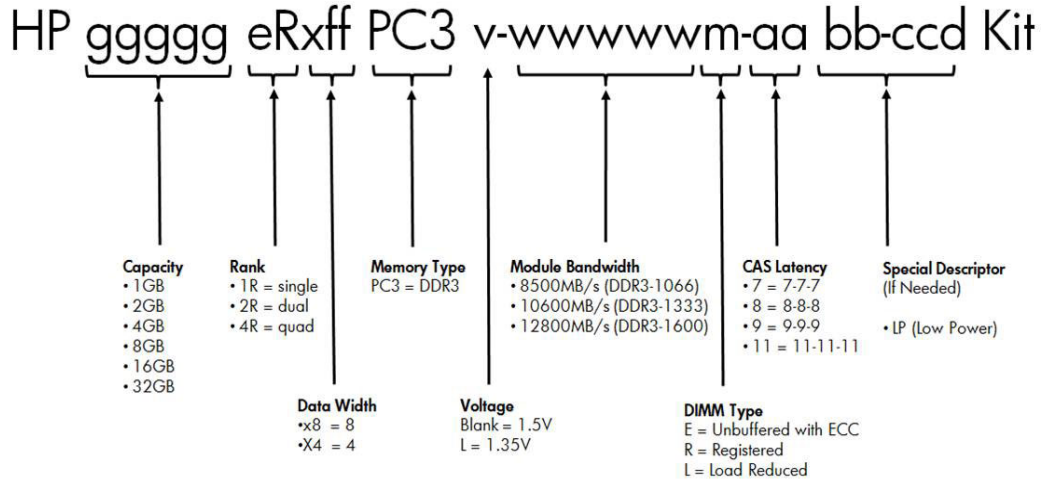 HP ggggg eRxff PC3 v-wwwwwm-aa bb-ccd Kit
Capacity
• 1GB
• 2GB
• 4GB
• 8GB
• 16GB
• 32GB
Rank
• 1R = single
• 2R = dual
• 4R = quad
Memory Type
PC3 = DDR3
Module Bandwidth
• 8500MB/s (DDR3-1066)
• 10600MB/s (DDR3-1333)
• 12800MB/s (DDR3-1600)
CAS Latency
• 7 = 7-7-7
• 8 = 8-8-8
• 9 = 9-9-9
• 11 = 11-11-11
Special Descriptor
(If Needed)
• LP (Low Power)
Data Width
•x8 = 8
•X4 = 4
Voltage
Blank = 1.5V
L = 1.35V
DIMM Type
E = Unbuffered with ECC
R = Registered
L = Load Reduced